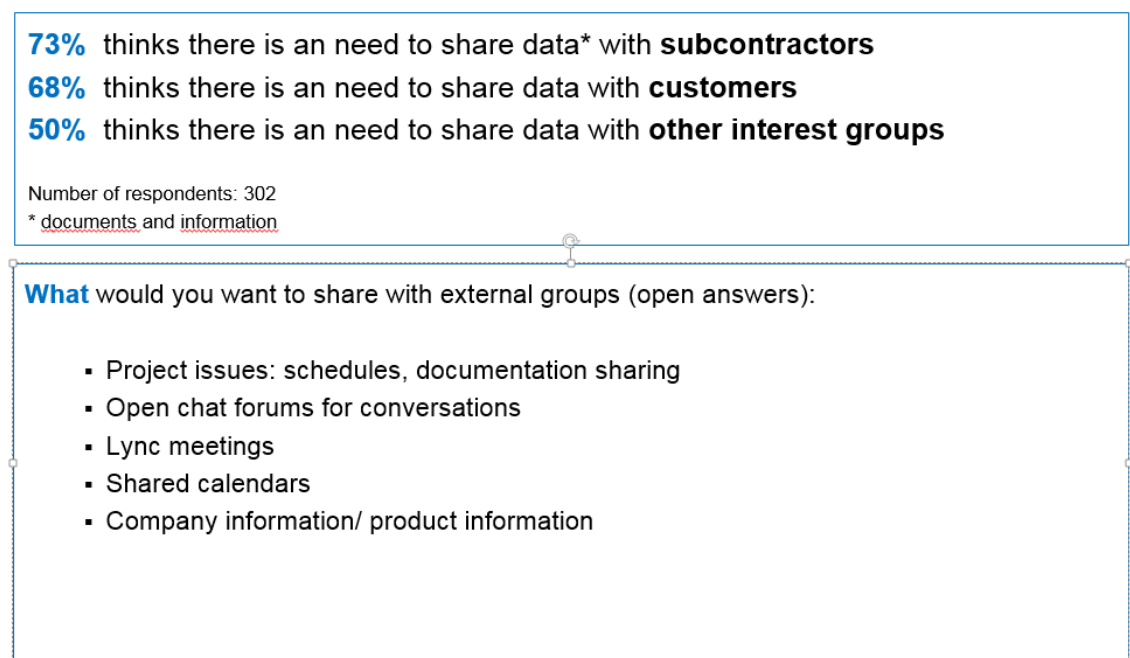 73% thinks there is an need to share data* with subcontractors
68% thinks there is an need to share data with customers
50% thinks there is an need to share data with other interest groups
Number of respondents: 302
* documents and information
What would you want to share with external groups (open answers):
▪ Project issues: schedules, documentation sharing
▪ Open chat forums for conversations
▪ Lync meetings
▪ Shared calendars
▪ Company information/ product information